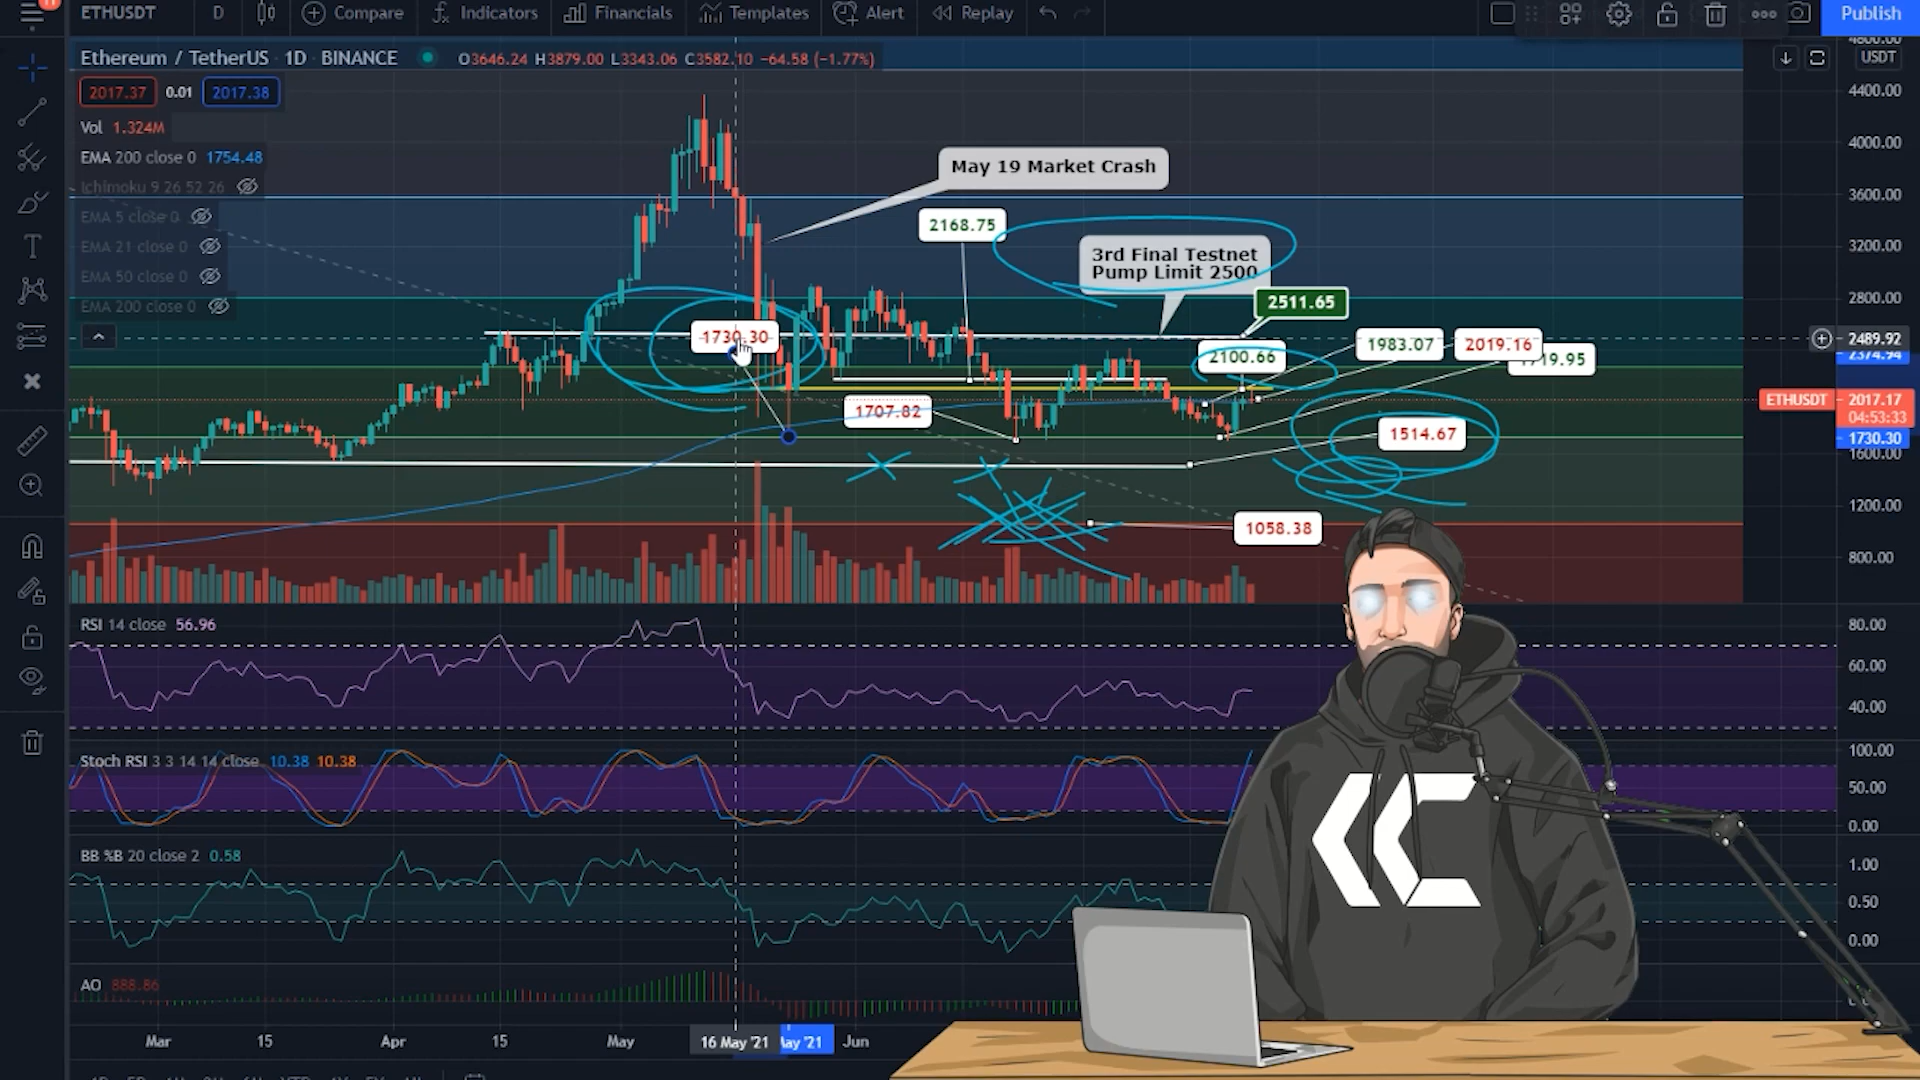 ETHUSDT D Compare Indicators Financials Templates Alert Replay Publish
Ethereum / TetherUS · 1D · BINANCE O3646.24 H3879.00 L3343.06 C3582.10 −64.58 (−1.77%)
USDT
2017.37 0.01 2017.38
4400.00
Vol 1.324M
4000.00
EMA 200 close 0 1754.48
May 19 Market Crash
Ichimoku 9 26 52 26
3600.00
EMA 5 close 0
2168.75
EMA 21 close 0
3200.00
3rd Final Testnet
Pump Limit 2500
EMA 50 close 0
EMA 200 close 0
2511.65
2800.00
1730.30
2489.92
2374.94
2100.66
1983.07
2019.16
19.95
1707.82
ETHUSDT 2017.17
04:53:33
1514.67
1730.30
1600.00
1200.00
1058.38
800.00
RSI 14 close 56.96
80.00
60.00
40.00
Stoch RSI 3 3 14 14 close 10.38 10.38
100.00
50.00
0.00
BB %B 20 close 2 0.58
1.00
0.50
0.00
AO 888.86
Mar 15 Apr 15 May 16 May '21 May '21 Jun